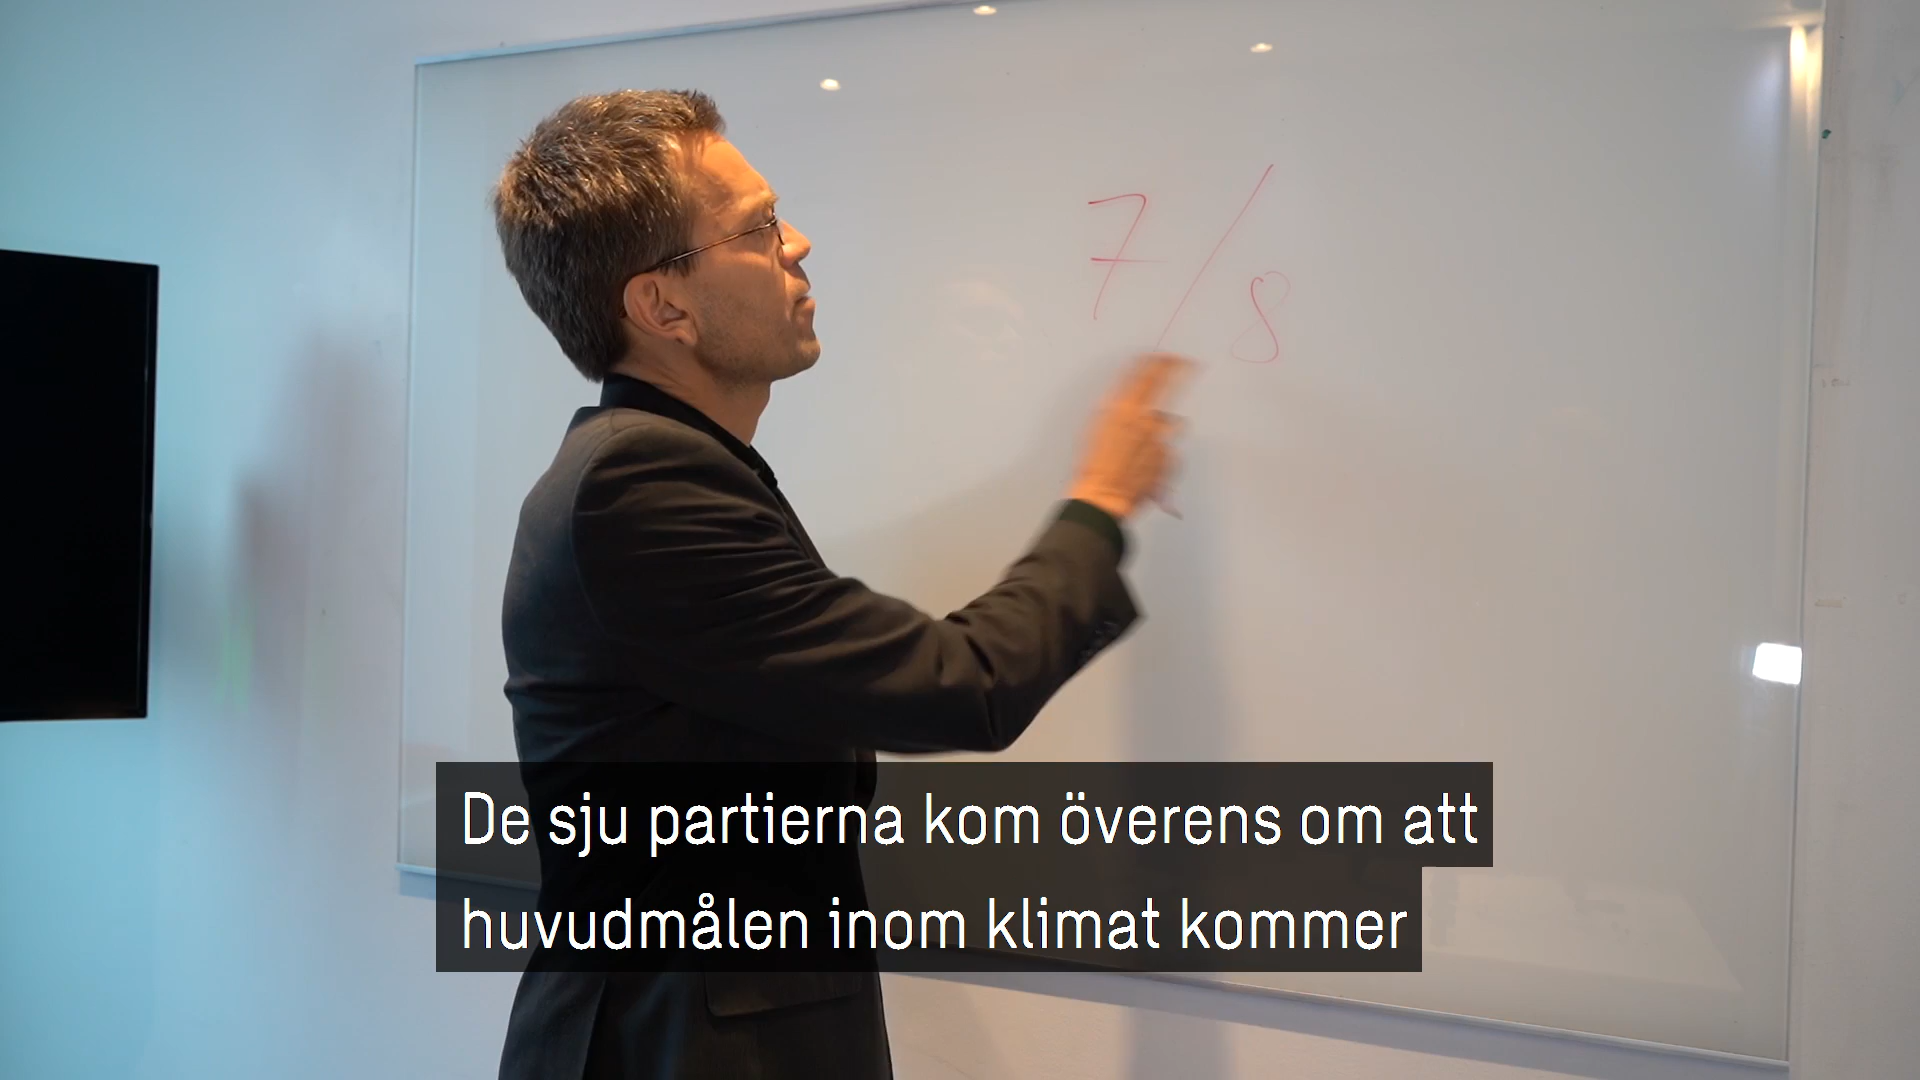 7/8
De sju partierna kom överens om att
huvudmålen inom klimat kommer